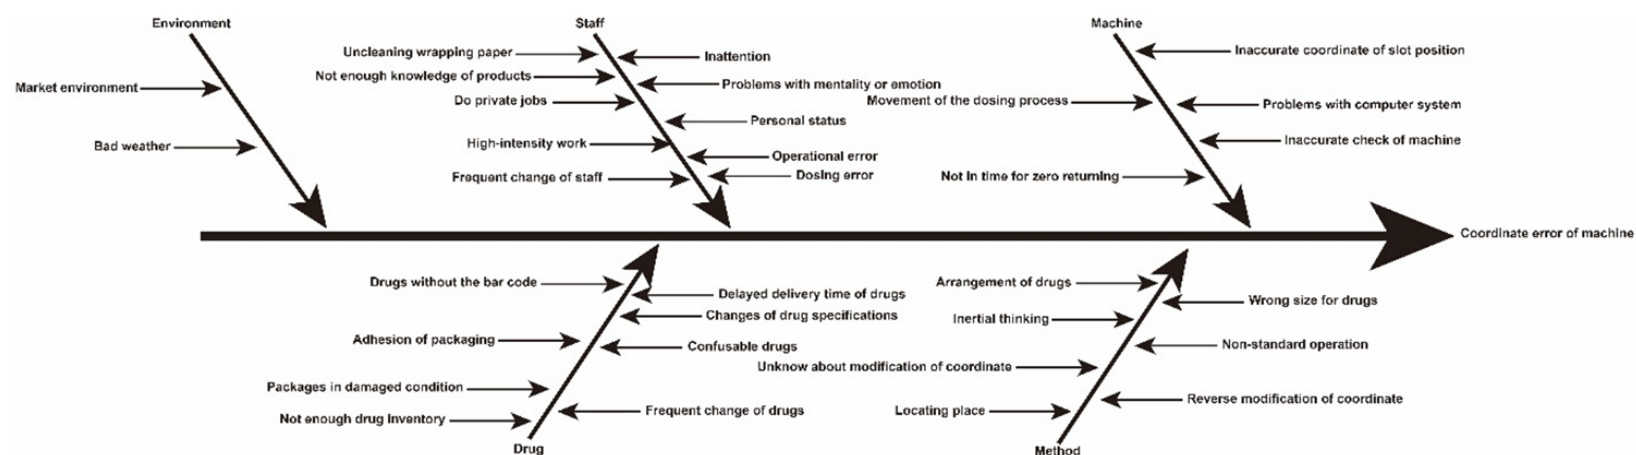 Environment
Market environment
Bad weather
Staff
Uncleaning wrapping paper
Not enough knowledge of products
Do private jobs
High-intensity work
Frequent change of staff
Inattention
Problems with mentality or emotion
Personal status
Operational error
Dosing error
Machine
Movement of the dosing process
Not in time for zero returning
Inaccurate coordinate of slot position
Problems with computer system
Inaccurate check of machine
Coordinate error of machine
Drugs without the bar code
Adhesion of packaging
Packages in damaged condition
Not enough drug inventory
Delayed delivery time of drugs
Changes of drug specifications
Confusable drugs
Frequent change of drugs
Drug
Arrangement of drugs
Inertial thinking
Unknow about modification of coordinate
Locating place
Wrong size for drugs
Non-standard operation
Reverse modification of coordinate
Method